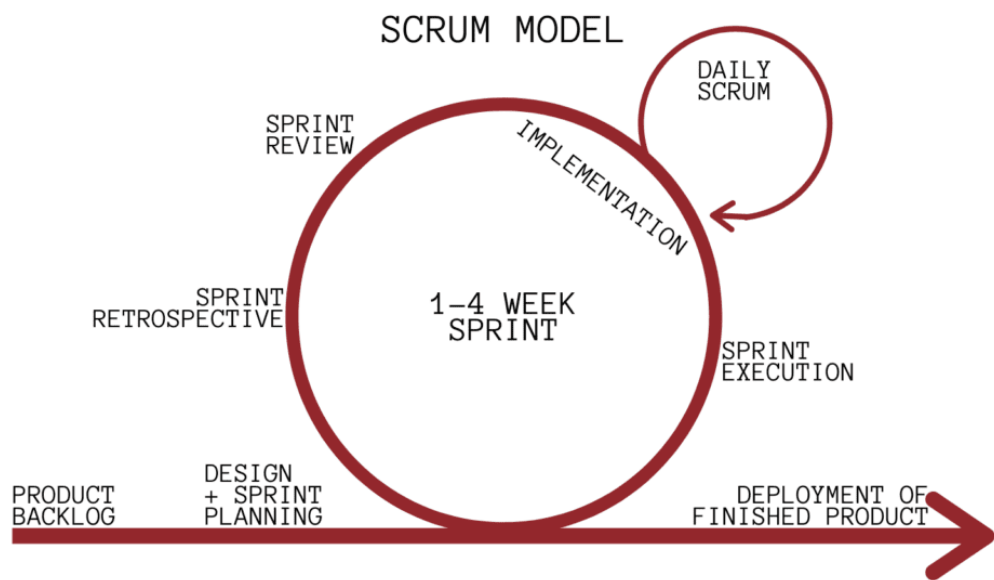 SCRUM MODEL
DAILY
SCRUM
SPRINT
REVIEW
IMPLEMENTATION
SPRINT
RETROSPECTIVE
1-4 WEEK
SPRINT
SPRINT
EXECUTION
PRODUCT
BACKLOG
DESIGN
+ SPRINT
PLANNING
DEPLOYMENT OF
FINISHED PRODUCT